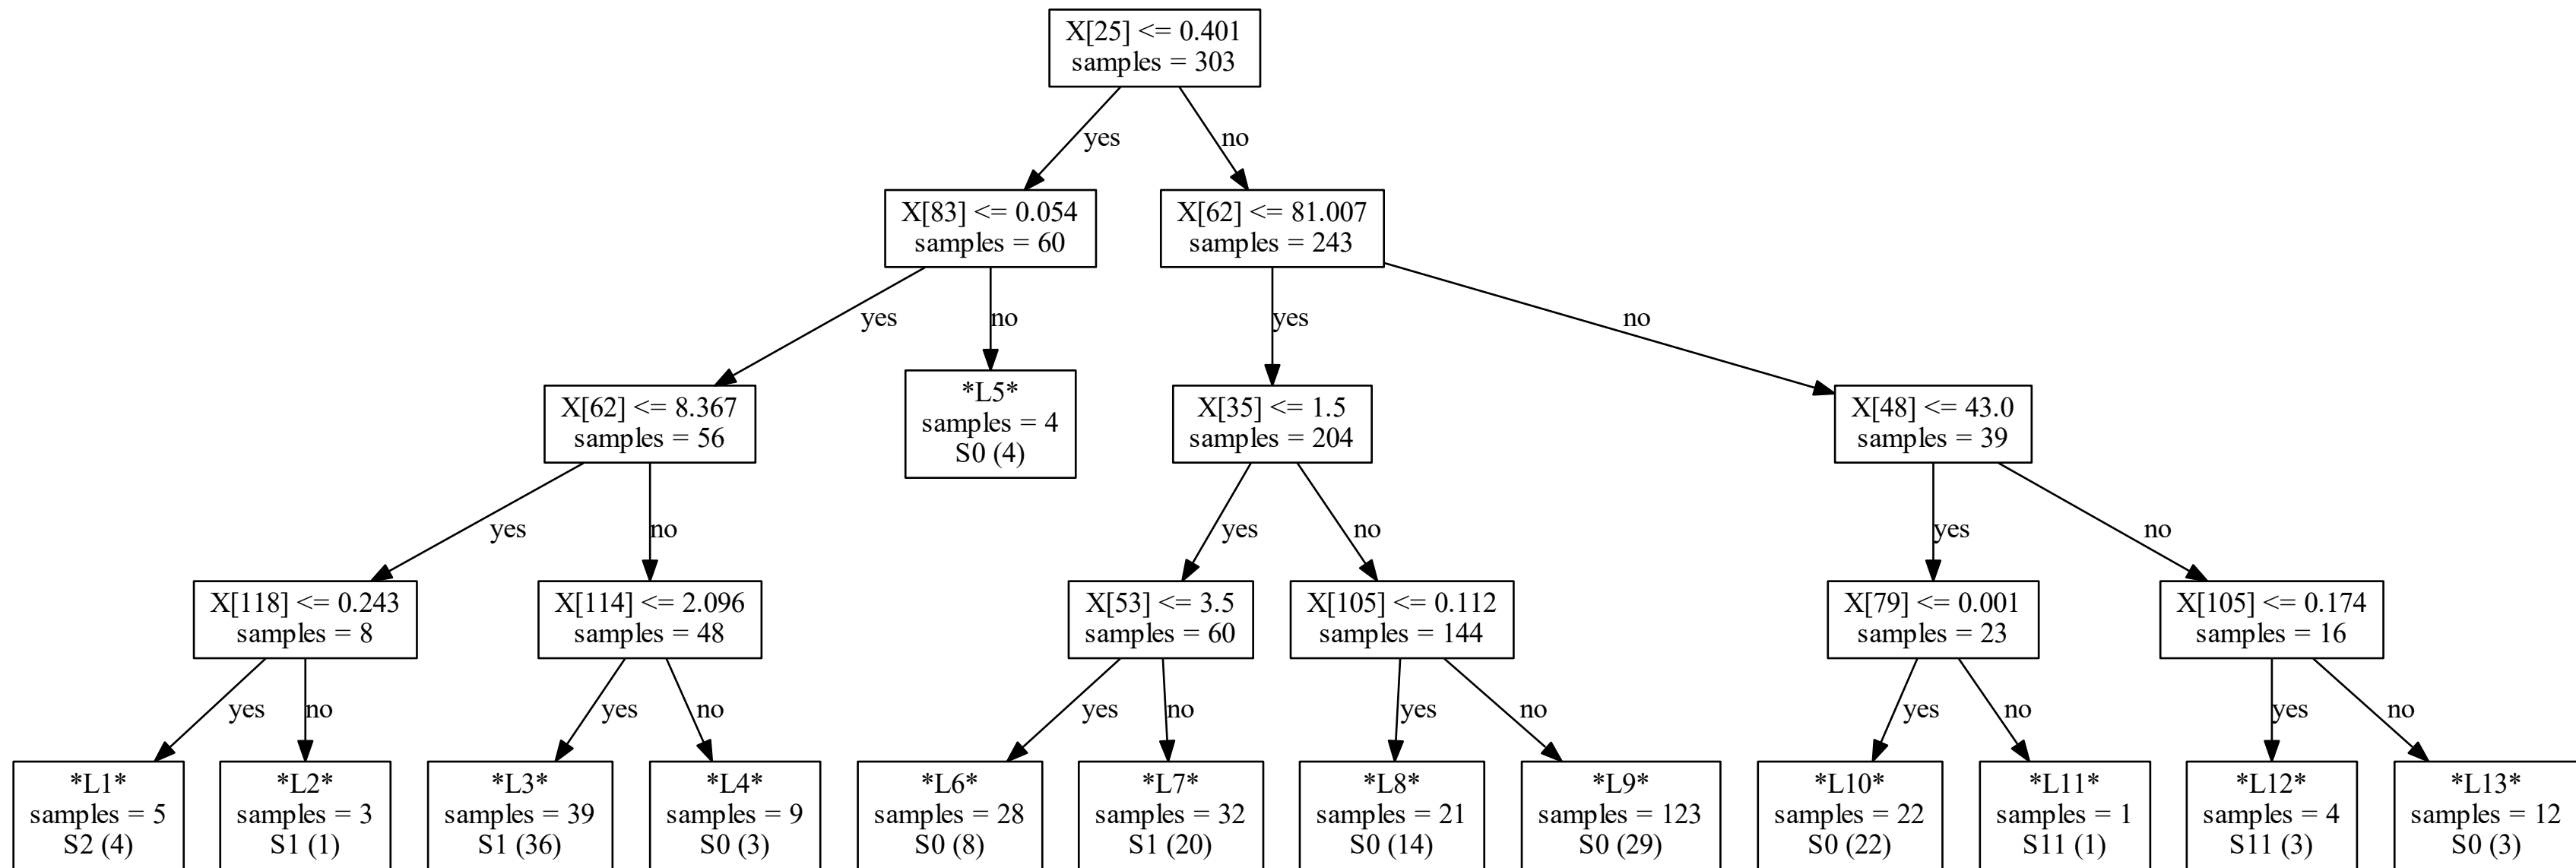 X[25] <= 0.401
samples = 303
yes
no
X[83] <= 0.054
samples = 60
X[62] <= 81.007
samples = 243
yes
no
yes
no
X[62] <= 8.367
samples = 56
*L5*
samples = 4
S0 (4)
X[35] <= 1.5
samples = 204
X[48] <= 43.0
samples = 39
yes
no
yes
no
yes
no
X[118] <= 0.243
samples = 8
X[114] <= 2.096
samples = 48
X[53] <= 3.5
samples = 60
X[105] <= 0.112
samples = 144
X[79] <= 0.001
samples = 23
X[105] <= 0.174
samples = 16
yes
no
yes
no
yes
no
yes
no
yes
no
yes
no
*L1*
samples = 5
S2 (4)
*L2*
samples = 3
S1 (1)
*L3*
samples = 39
S1 (36)
*L4*
samples = 9
S0 (3)
*L6*
samples = 28
S0 (8)
*L7*
samples = 32
S1 (20)
*L8*
samples = 21
S0 (14)
*L9*
samples = 123
S0 (29)
*L10*
samples = 22
S0 (22)
*L11*
samples = 1
S11 (1)
*L12*
samples = 4
S11 (3)
*L13*
samples = 12
S0 (3)